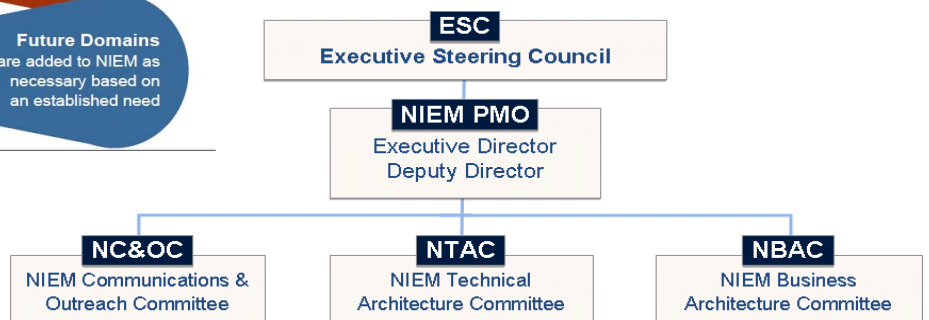 Future Domains
are added to NIEM as
necessary based on
an established need
ESC
Executive Steering Council
NIEM PMO
Executive Director
Deputy Director
NC&OC
NIEM Communications &
Outreach Committee
NTAC
NIEM Technical
Architecture Committee
NBAC
NIEM Business
Architecture Committee